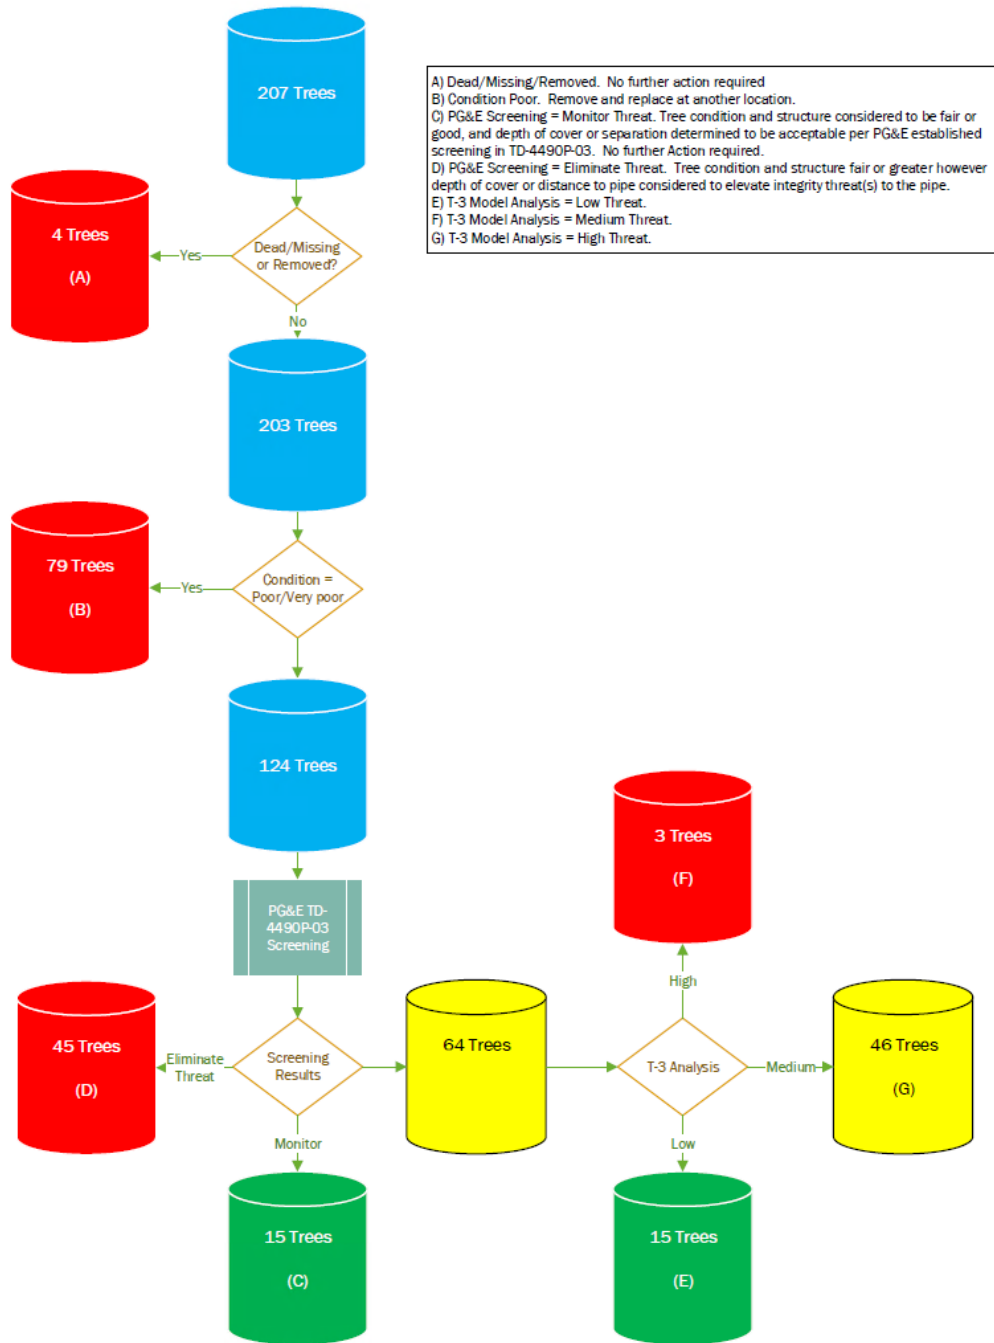 207 Trees
A) Dead/Missing/Removed.  No further action required
B) Condition Poor.  Remove and replace at another location.
C) PG&E Screening = Monitor Threat. Tree condition and structure considered to be fair or
good, and depth of cover or separation determined to be acceptable per PG&E established
screening in TD-4490P-03.  No further Action required.
D) PG&E Screening = Eliminate Threat.  Tree condition and structure fair or greater however
depth of cover or distance to pipe considered to elevate integrity threat(s) to the pipe.
E) T-3 Model Analysis = Low Threat.
F) T-3 Model Analysis = Medium Threat.
G) T-3 Model Analysis = High Threat.
4 Trees
(A)
Yes
Dead/Missing
or Removed?
No
203 Trees
79 Trees
(B)
Yes
Condition =
Poor/Very poor
124 Trees
PG&E TD-
4490P-03
Screening
3 Trees
(F)
High
45 Trees
(D)
Eliminate
Threat
Screening
Results
64 Trees
T-3 Analysis
Medium
46 Trees
(G)
Monitor
Low
15 Trees
(C)
15 Trees
(E)